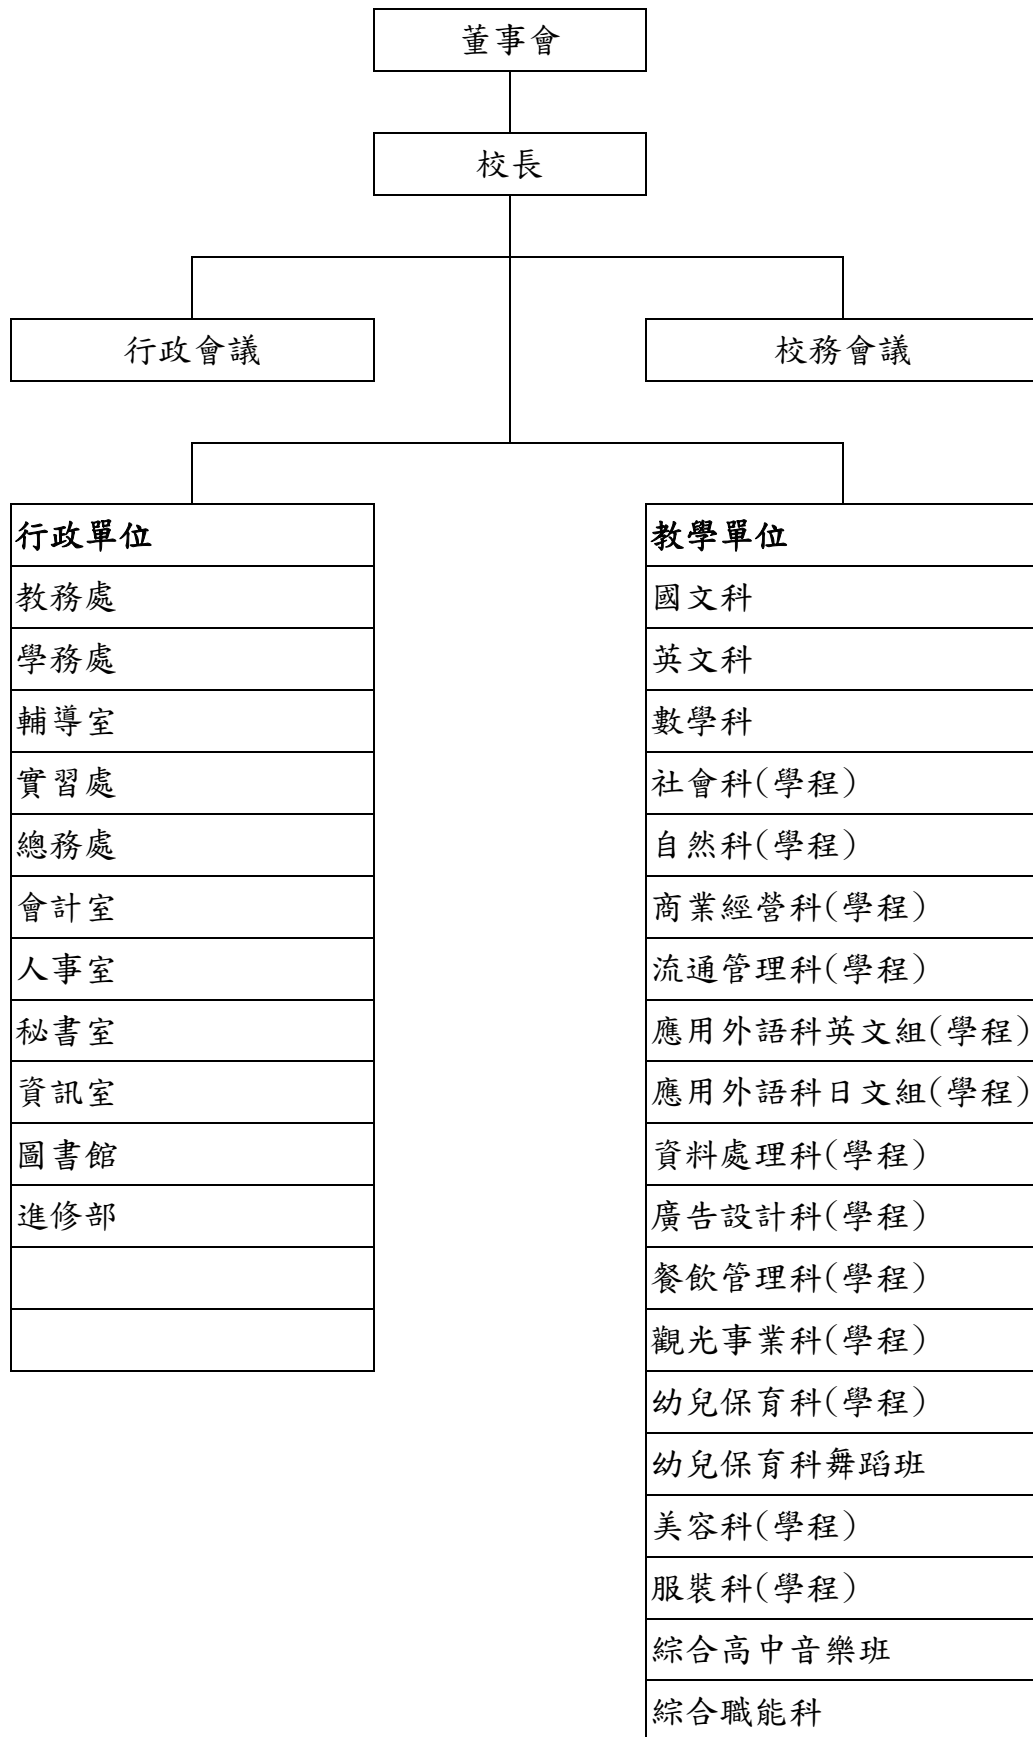 董事會
校長
行政會議
校務會議
行政單位
教務處
學務處
輔導室
實習處
總務處
會計室
人事室
秘書室
資訊室
圖書館
進修部
教學單位
國文科
英文科
數學科
社會科(學程)
自然科(學程)
商業經營科(學程)
流通管理科(學程)
應用外語科英文組(學程)
應用外語科日文組(學程)
資料處理科(學程)
廣告設計科(學程)
餐飲管理科(學程)
觀光事業科(學程)
幼兒保育科(學程)
幼兒保育科舞蹈班
美容科(學程)
服裝科(學程)
綜合高中音樂班
綜合職能科